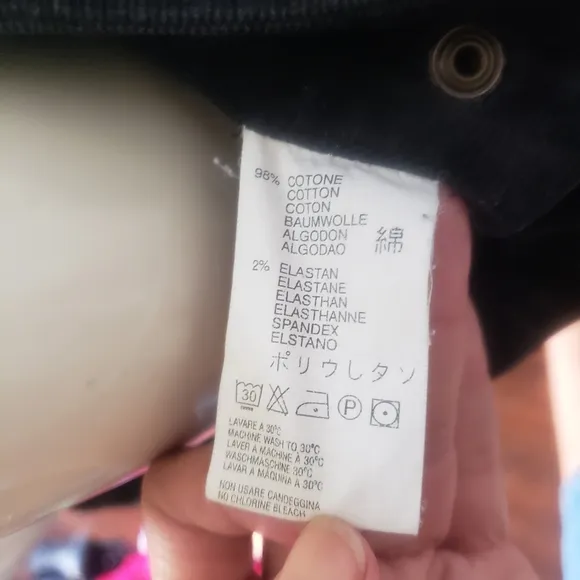 98% COTONE
COTTON
COTON
BAUMWOLLE
ALGODON
ALGODAO
綿
2% ELASTAN
ELASTANE
ELASTHAN
ELASTHANNE
SPANDEX
ELSTANO
ポリウレタソ
30
P
LAVARE A 30°C
MACHINE WASH TO 30°C
LAVER A MACHINE À 30°C
WASCHMASCHINE 30°C
LAVAR A MÁQUINA A 30°C
NON USARE CANDEGGINA
NO CHLORINE BLEACH